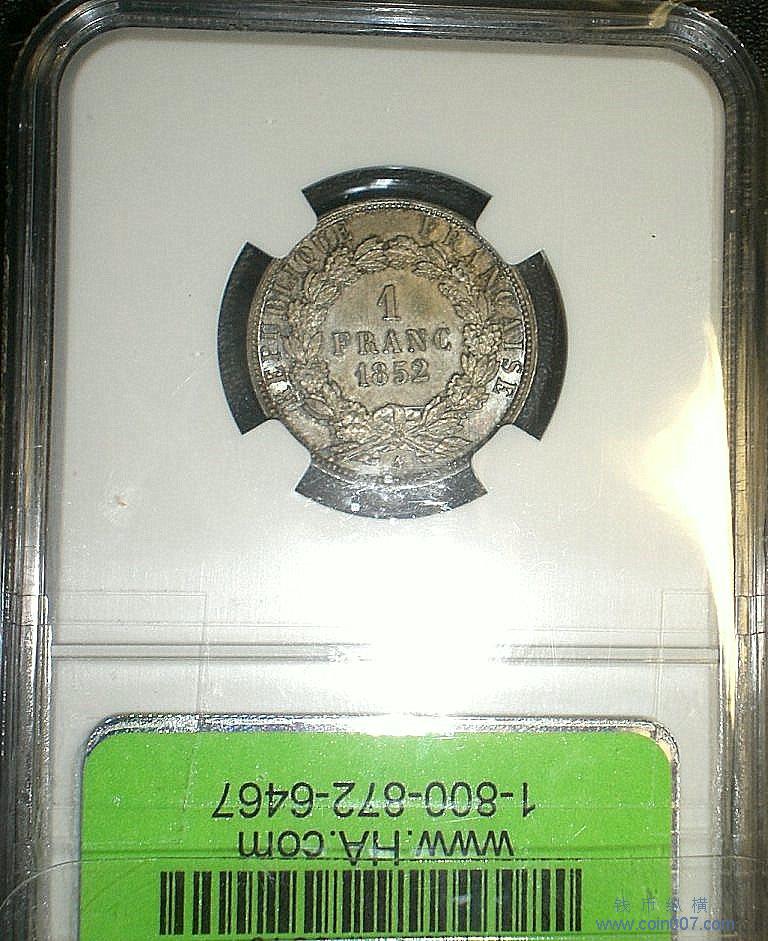 REPUBLIQUE FRANÇAISE
1
FRANC
1852
A
1-800-872-6467
www.HA.com
钱币纵横
www.coin007.com